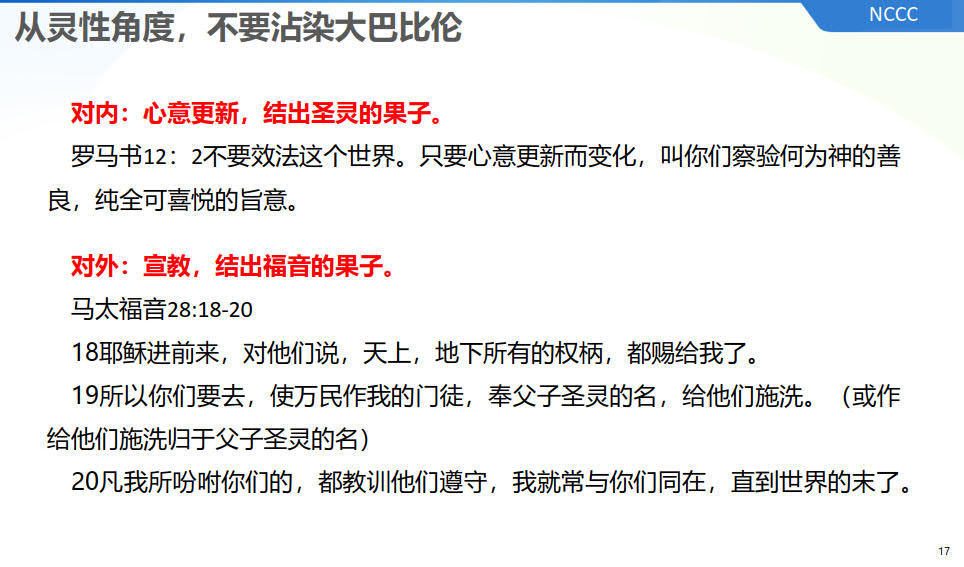 从灵性角度，不要沾染大巴比伦
NCCC
对内：心意更新，结出圣灵的果子。
罗马书12：2不要效法这个世界。只要心意更新而变化，叫你们察验何为神的善
良，纯全可喜悦的旨意。
对外：宣教，结出福音的果子。
马太福音28:18-20
18耶稣进前来，对他们说，天上，地下所有的权柄，都赐给我了。
19所以你们要去，使万民作我的门徒，奉父子圣灵的名，给他们施洗。（或作
给他们施洗归于父子圣灵的名）
20凡我所吩咐你们的，都教训他们遵守，我就常与你们同在，直到世界的末了。
17